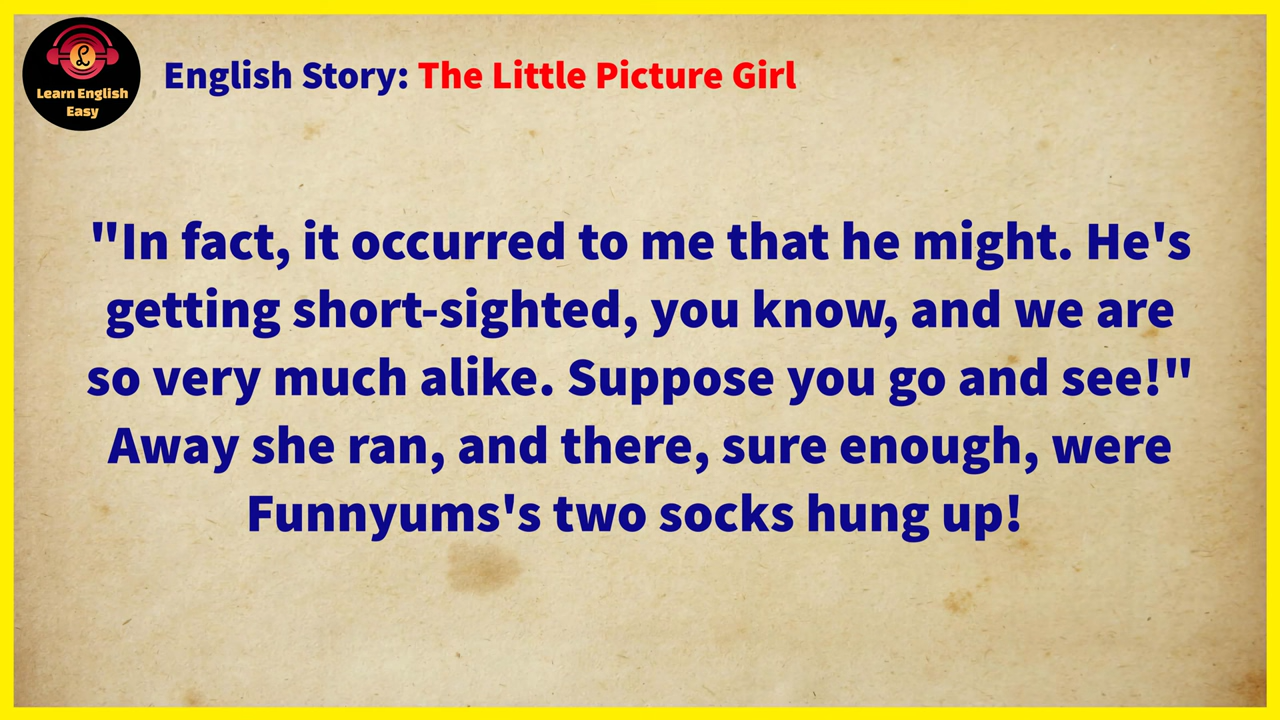 Learn English
Easy
English Story: The Little Picture Girl
"In fact, it occurred to me that he might. He's
getting short-sighted, you know, and we are
so very much alike. Suppose you go and see!"
Away she ran, and there, sure enough, were
Funnyums's two socks hung up!